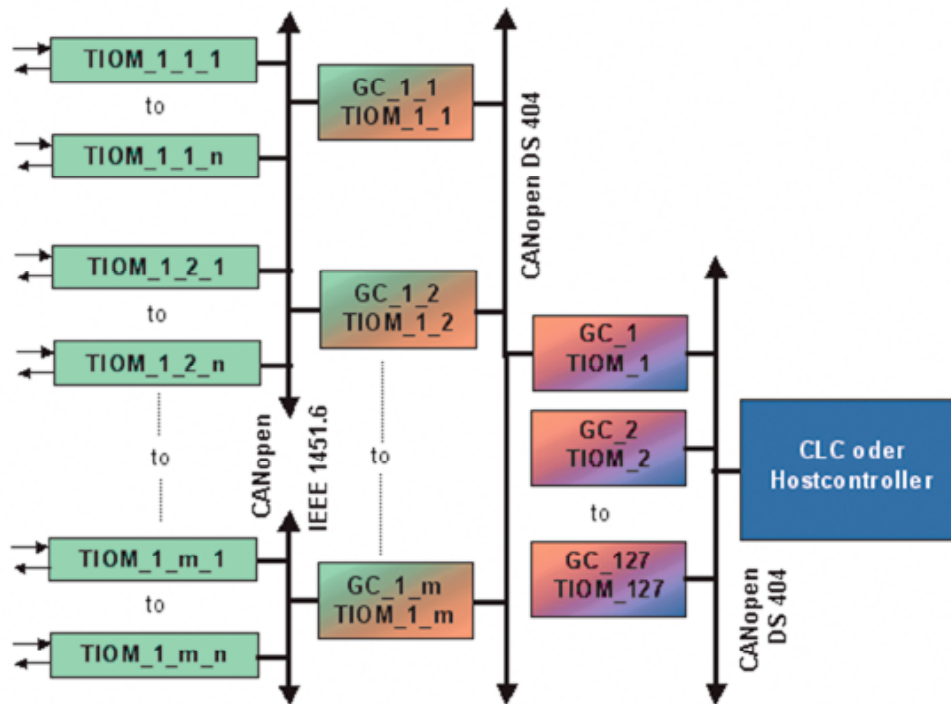 TIOM_1_1_1
to
TIOM_1_1_n
TIOM_1_2_1
to
TIOM_1_2_n
to
TIOM_1_m_1
to
TIOM_1_m_n
CANopen
IEEE 1451.6
GC_1_1
TIOM_1_1
GC_1_2
TIOM_1_2
to
GC_1_m
TIOM_1_m
CANopen DS 404
GC_1
TIOM_1
GC_2
TIOM_2
to
GC_127
TIOM_127
CANopen
DS 404
CLC oder
Hostcontroller